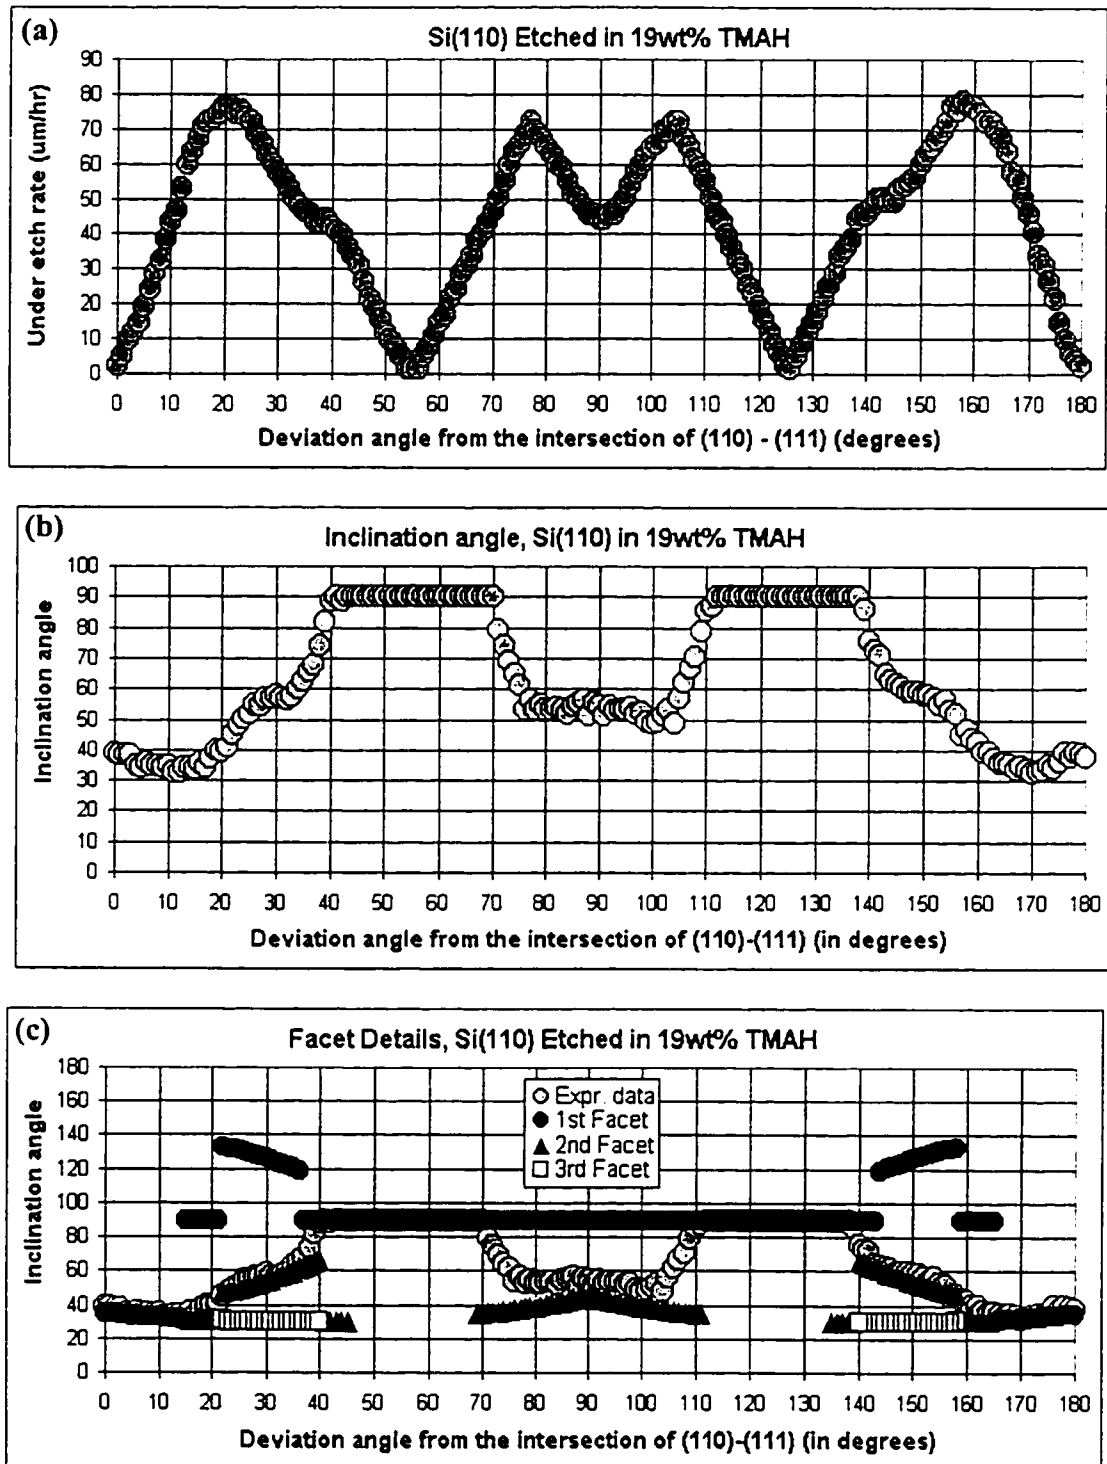 (a)
Si(110) Etched in 19wt% TMAH
Under etch rate (um/hr)
90
80
70
60
50
40
30
20
10
0
0 10 20 30 40 50 60 70 80 90 100 110 120 130 140 150 160 170 180
Deviation angle from the intersection of (110) - (111) (degrees)
(b)
Inclination angle, Si(110) in 19wt% TMAH
Inclination angle
100
90
80
70
60
50
40
30
20
10
0
0 10 20 30 40 50 60 70 80 90 100 110 120 130 140 150 160 170 180
Deviation angle from the intersection of (110)-(111) (in degrees)
(c)
Facet Details, Si(110) Etched in 19wt% TMAH
Inclination angle
180
160
140
120
100
80
60
40
20
0
Expr. data
1st Facet
2nd Facet
3rd Facet
0 10 20 30 40 50 60 70 80 90 100 110 120 130 140 150 160 170 180
Deviation angle from the intersection of (110)-(111) (in degrees)